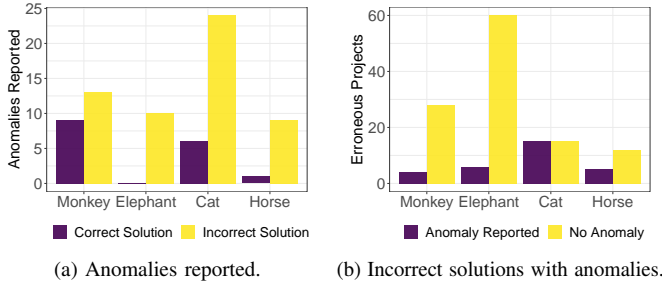 Anomalies Reported
25
20
15
10
5
0
Monkey Elephant Cat Horse
Correct Solution Incorrect Solution
(a) Anomalies reported.
Erroneous Projects
60
40
20
0
Monkey Elephant Cat Horse
Anomaly Reported No Anomaly
(b) Incorrect solutions with anomalies.